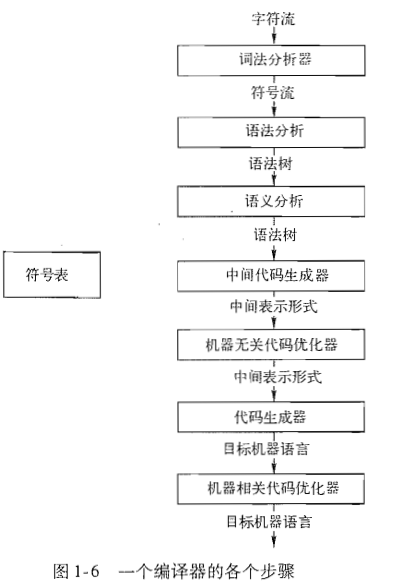 字符流
词法分析器
符号流
语法分析
语法树
语义分析
语法树
符号表
中间代码生成器
中间表示形式
机器无关代码优化器
中间表示形式
代码生成器
目标机器语言
机器相关代码优化器
目标机器语言
图1-6 一个编译器的各个步骤